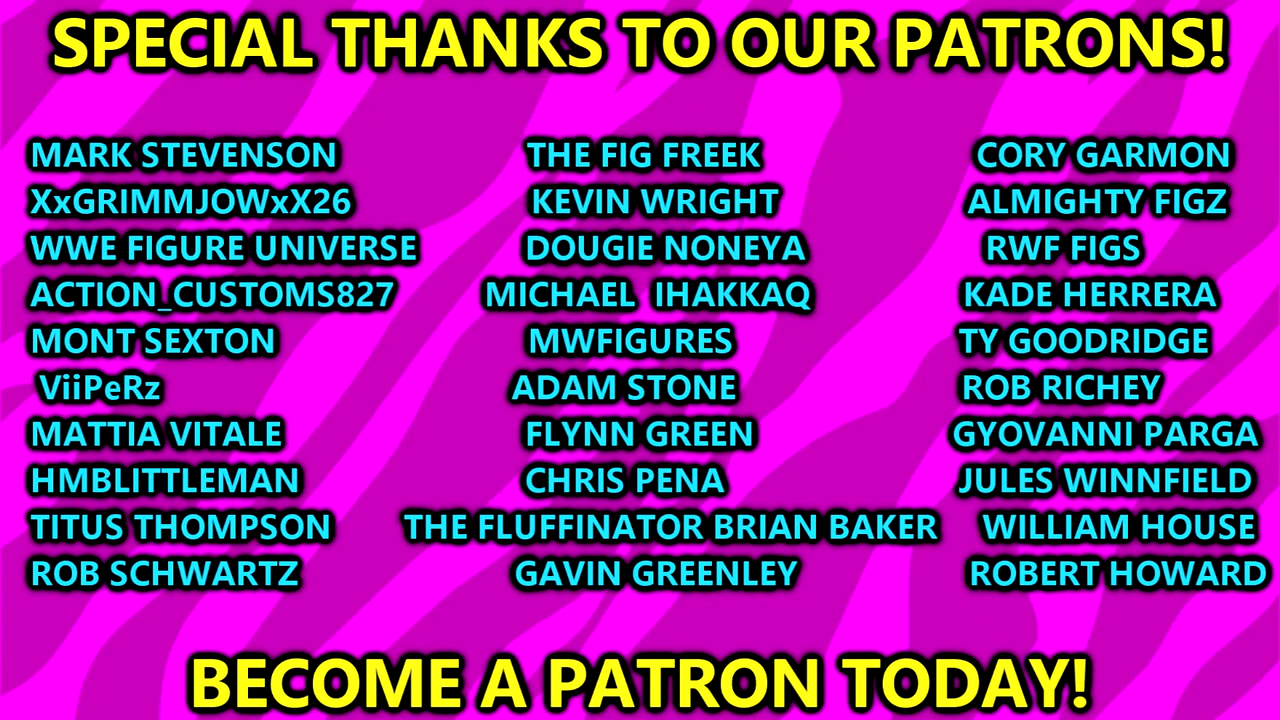 SPECIAL THANKS TO OUR PATRONS!
MARK STEVENSON
XxGRIMMJOWxX26
WWE FIGURE UNIVERSE
ACTION_CUSTOMS827
MONT SEXTON
ViiPeRz
MATTIA VITALE
HMBLITTLEMAN
TITUS THOMPSON
ROB SCHWARTZ
THE FIG FREEK
KEVIN WRIGHT
DOUGIE NONEYA
MICHAEL IHAKKAQ
MWFIGURES
ADAM STONE
FLYNN GREEN
CHRIS PENA
THE FLUFFINATOR BRIAN BAKER
GAVIN GREENLEY
CORY GARMON
ALMIGHTY FIGZ
RWF FIGS
KADE HERRERA
TY GOODRIDGE
ROB RICHEY
GYOVANNI PARGA
JULES WINNFIELD
WILLIAM HOUSE
ROBERT HOWARD
BECOME A PATRON TODAY!